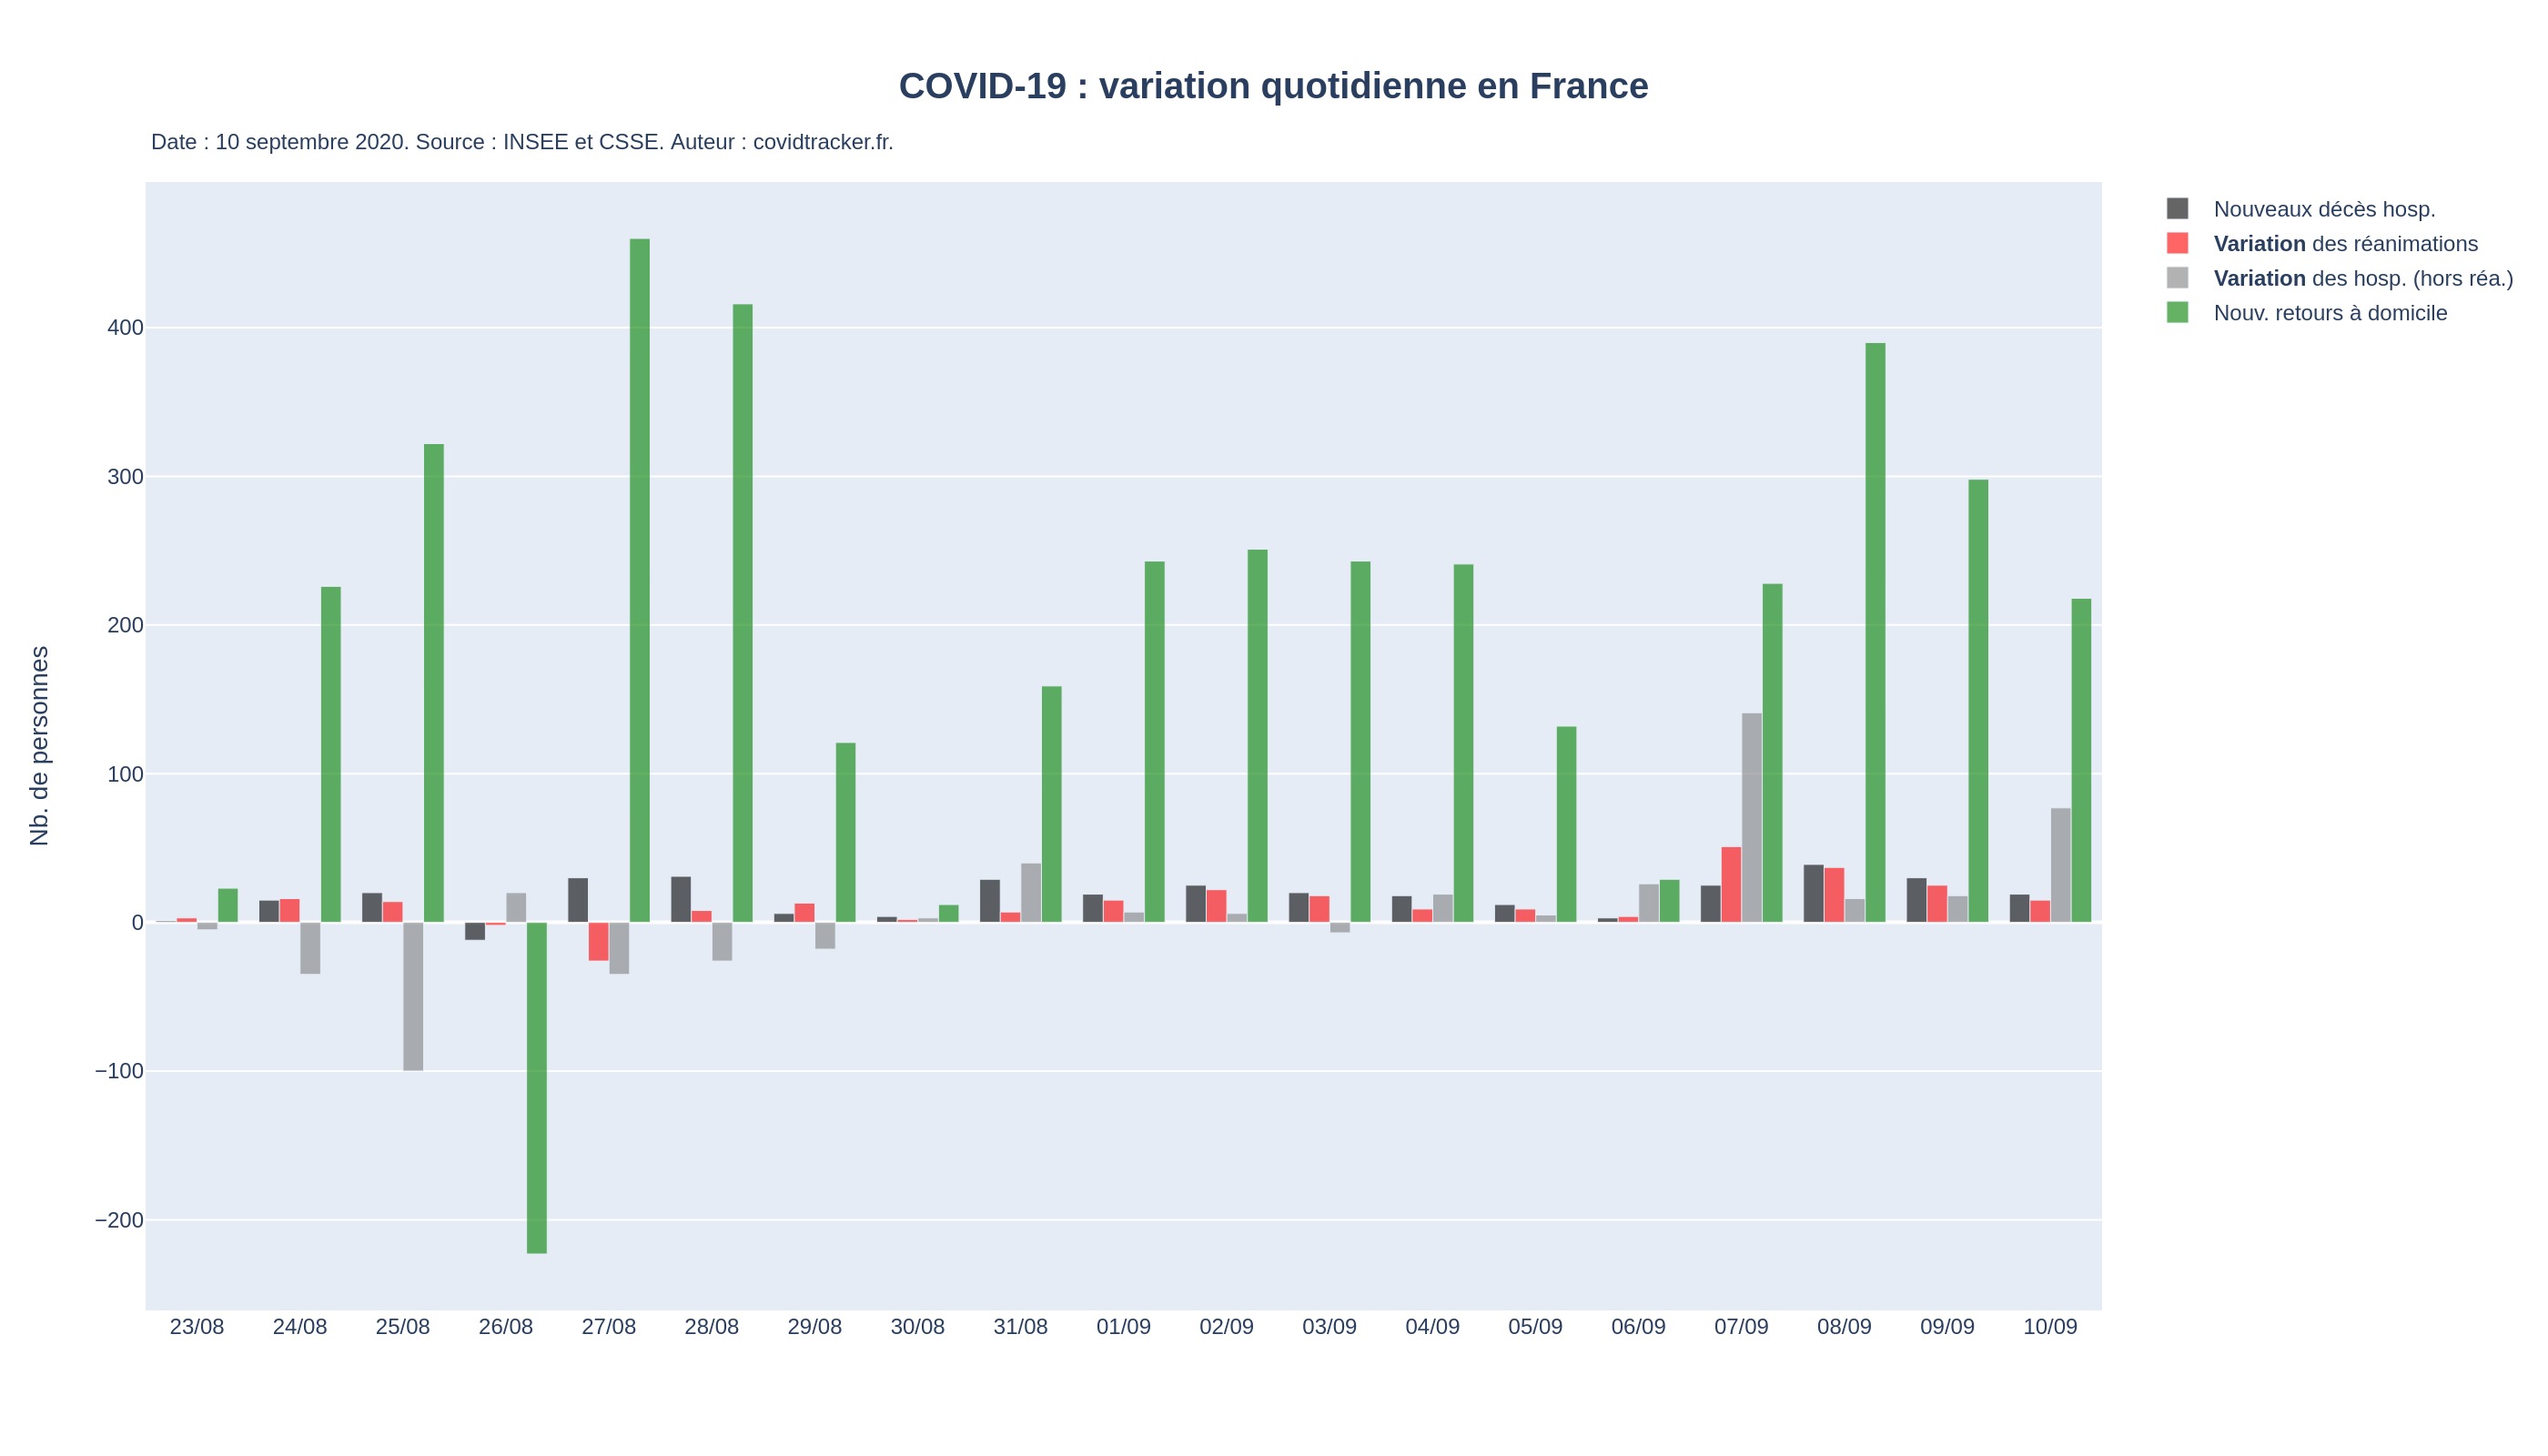 COVID-19 : variation quotidienne en France
Date : 10 septembre 2020. Source : INSEE et CSSE. Auteur : covidtracker.fr.
Nouveaux décès hosp.
Variation des réanimations
Variation des hosp. (hors réa.)
Nouv. retours à domicile
Nb. de personnes
400
300
200
100
0
−100
−200
23/08 24/08 25/08 26/08 27/08 28/08 29/08 30/08 31/08 01/09 02/09 03/09 04/09 05/09 06/09 07/09 08/09 09/09 10/09